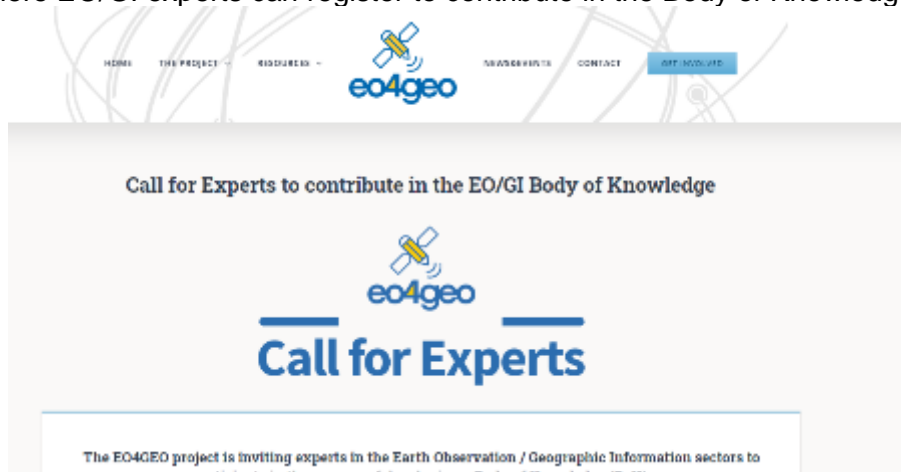 EO/GI experts can register to contribute in the Body of Knowledg
HOME THE PROJECT RESOURCES eo4geo NEWS&EVENTS CONTACT GET INVOLVED
Call for Experts to contribute in the EO/GI Body of Knowledge
eo4geo
Call for Experts
The EO4GEO project is inviting experts in the Earth Observation / Geographic Information sectors to